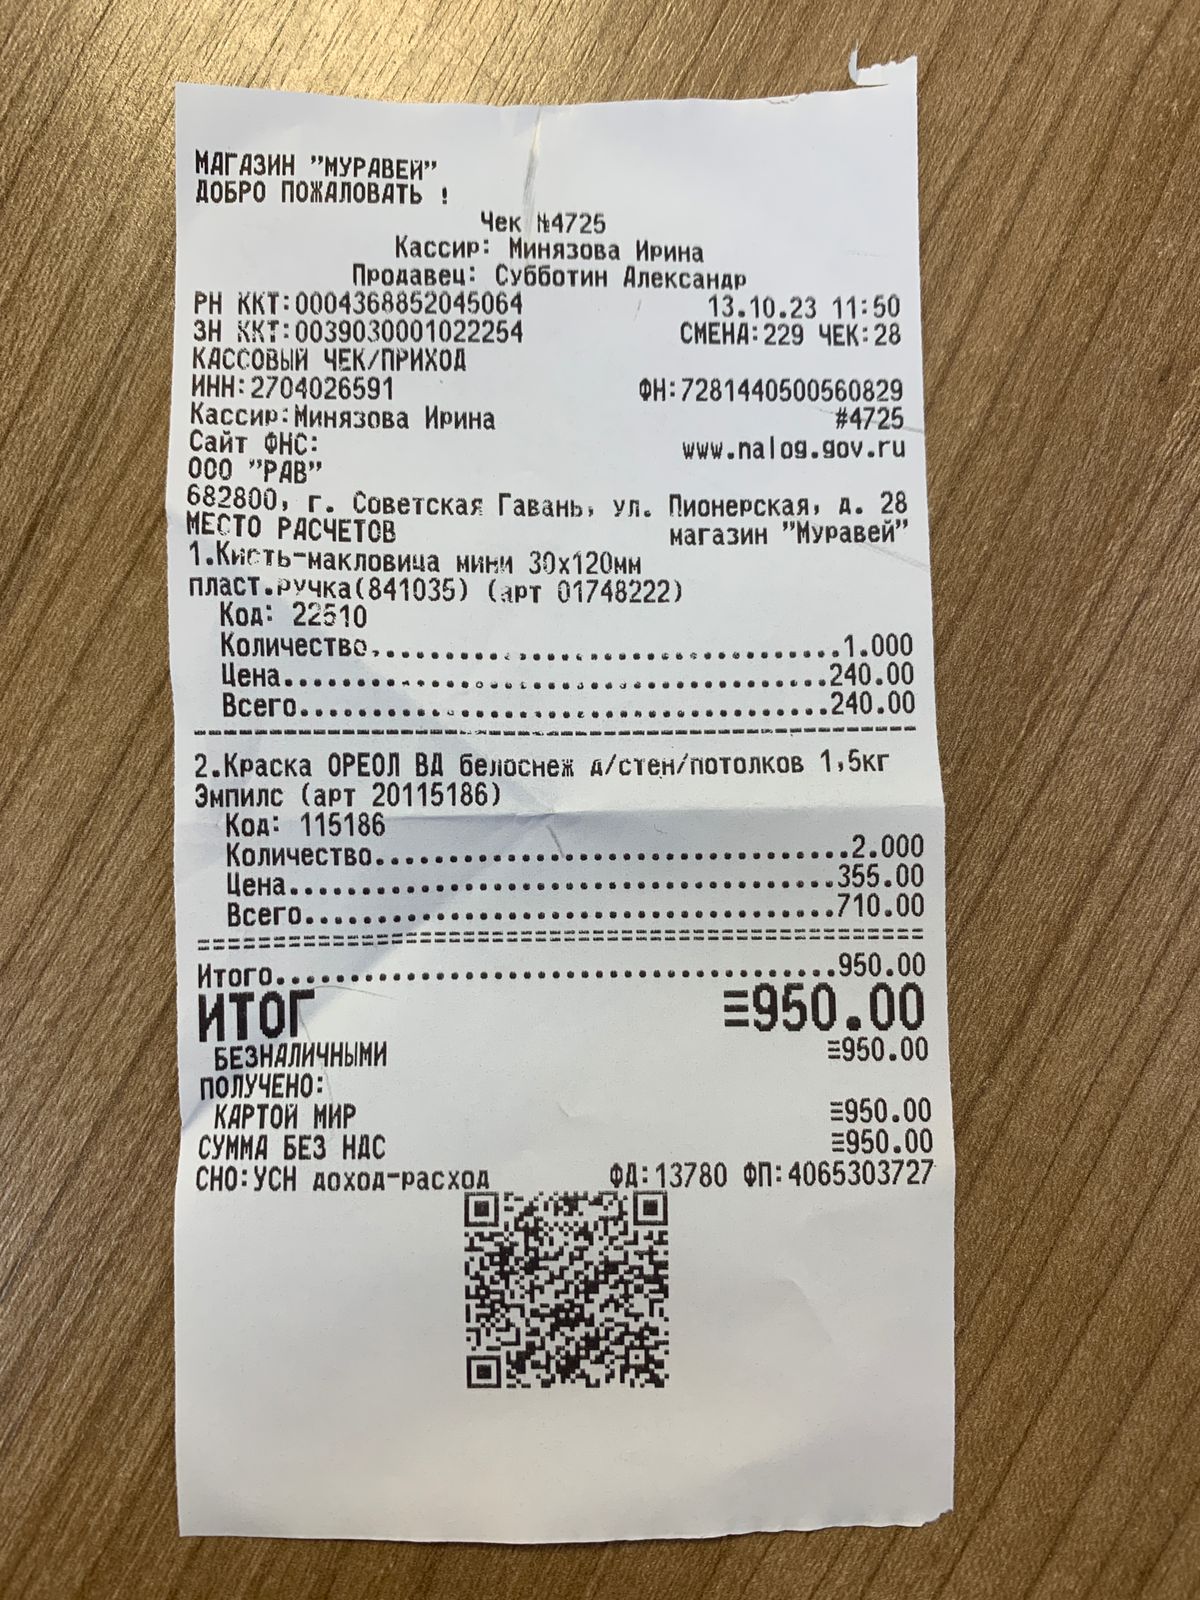 МАГАЗИН "МУРАВЕЙ"
ДОБРО ПОЖАЛОВАТЬ !
Чек №4725
Кассир: Минязова Ирина
Продавец: Субботин Александр
РН ККТ:0004368852045064 13.10.23 11:50
ЗН ККТ:0039030001022254 СМЕНА:229 ЧЕК:28
КАССОВЫЙ ЧЕК/ПРИХОД
ИНН:2704026591 ФН:7281440500560829
Кассир:Минязова Ирина #4725
Сайт ФНС: www.nalog.gov.ru
ООО "РАВ"
682800, г. Советская Гавань, ул. Пионерская, д. 28
МЕСТО РАСЧЕТОВ магазин "Муравей"
1.Кисть-макловица мини 30х120мм
пласт.ручка(841035) (арт 01748222)
Код: 22510
Количество..................................1.000
Цена......................................240.00
Всего.....................................240.00
2.Краска ОРЕОЛ ВД белоснеж д/стен/потолков 1,5кг
Эмпилс (арт 20115186)
Код: 115186
Количество..................................2.000
Цена......................................355.00
Всего.....................................710.00
Итого.......................................950.00
ИТОГ ≡950.00
БЕЗНАЛИЧНЫМИ ≡950.00
ПОЛУЧЕНО:
КАРТОЙ МИР ≡950.00
СУММА БЕЗ НДС ≡950.00
СНО:УСН доход-расход ФД:13780 ФП:4065303727